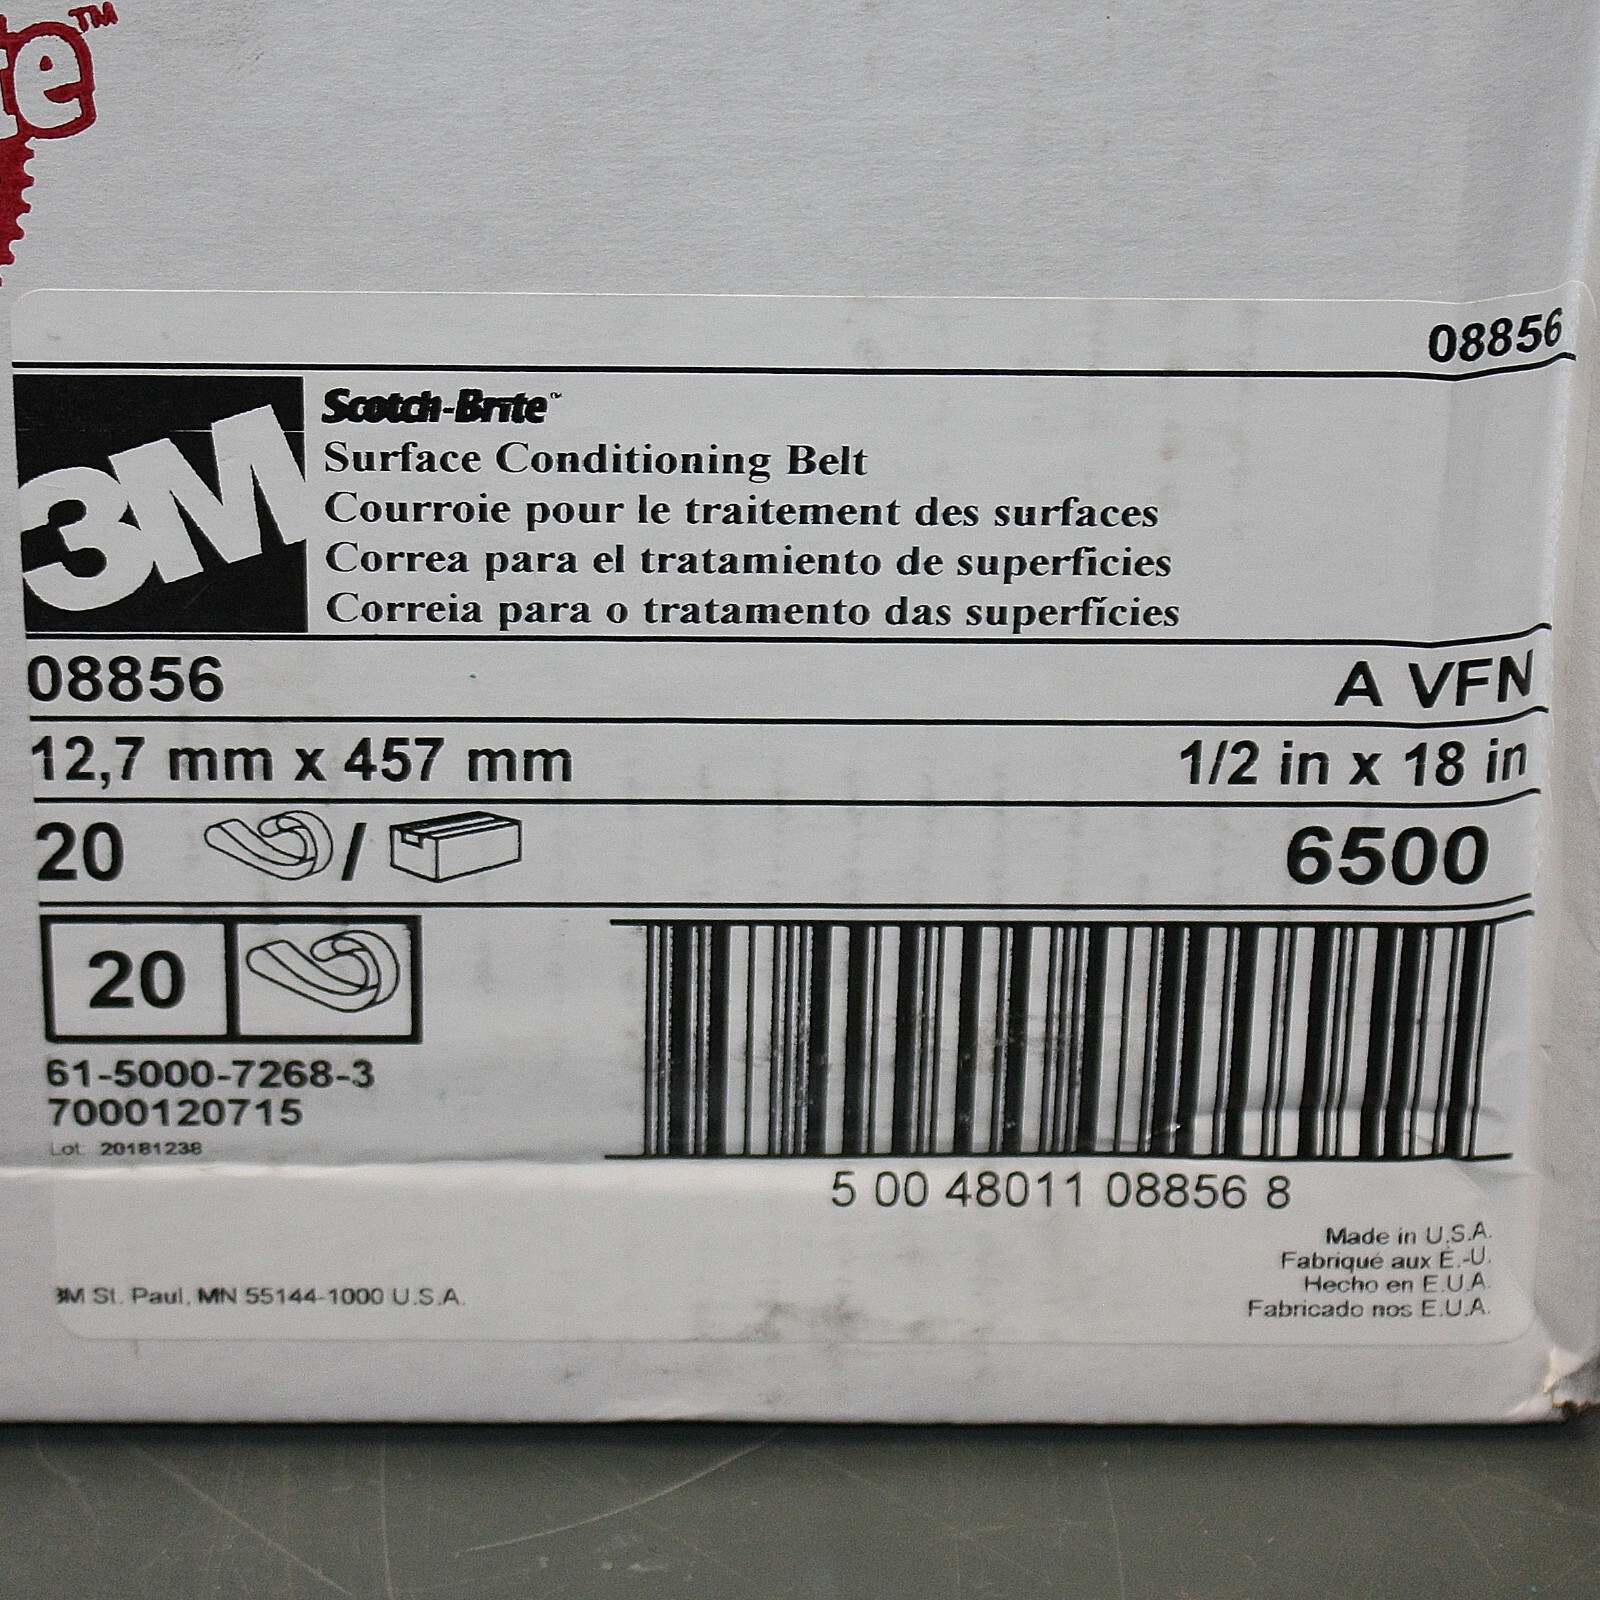 te™
08856
3M
Scotch-Brite™
Surface Conditioning Belt
Courroie pour le traitement des surfaces
Correa para el tratamiento de superficies
Correia para o tratamento das superfícies
08856 A VFN
12,7 mm x 457 mm 1/2 in x 18 in
20 / 6500
20
61-5000-7268-3
7000120715
Lot 20181238
5 00 48011 08856 8
Made in U.S.A.
Fabriqué aux É.-U.
Hecho en E.U.A.
Fabricado nos E.U.A.
3M St. Paul, MN 55144-1000 U.S.A.